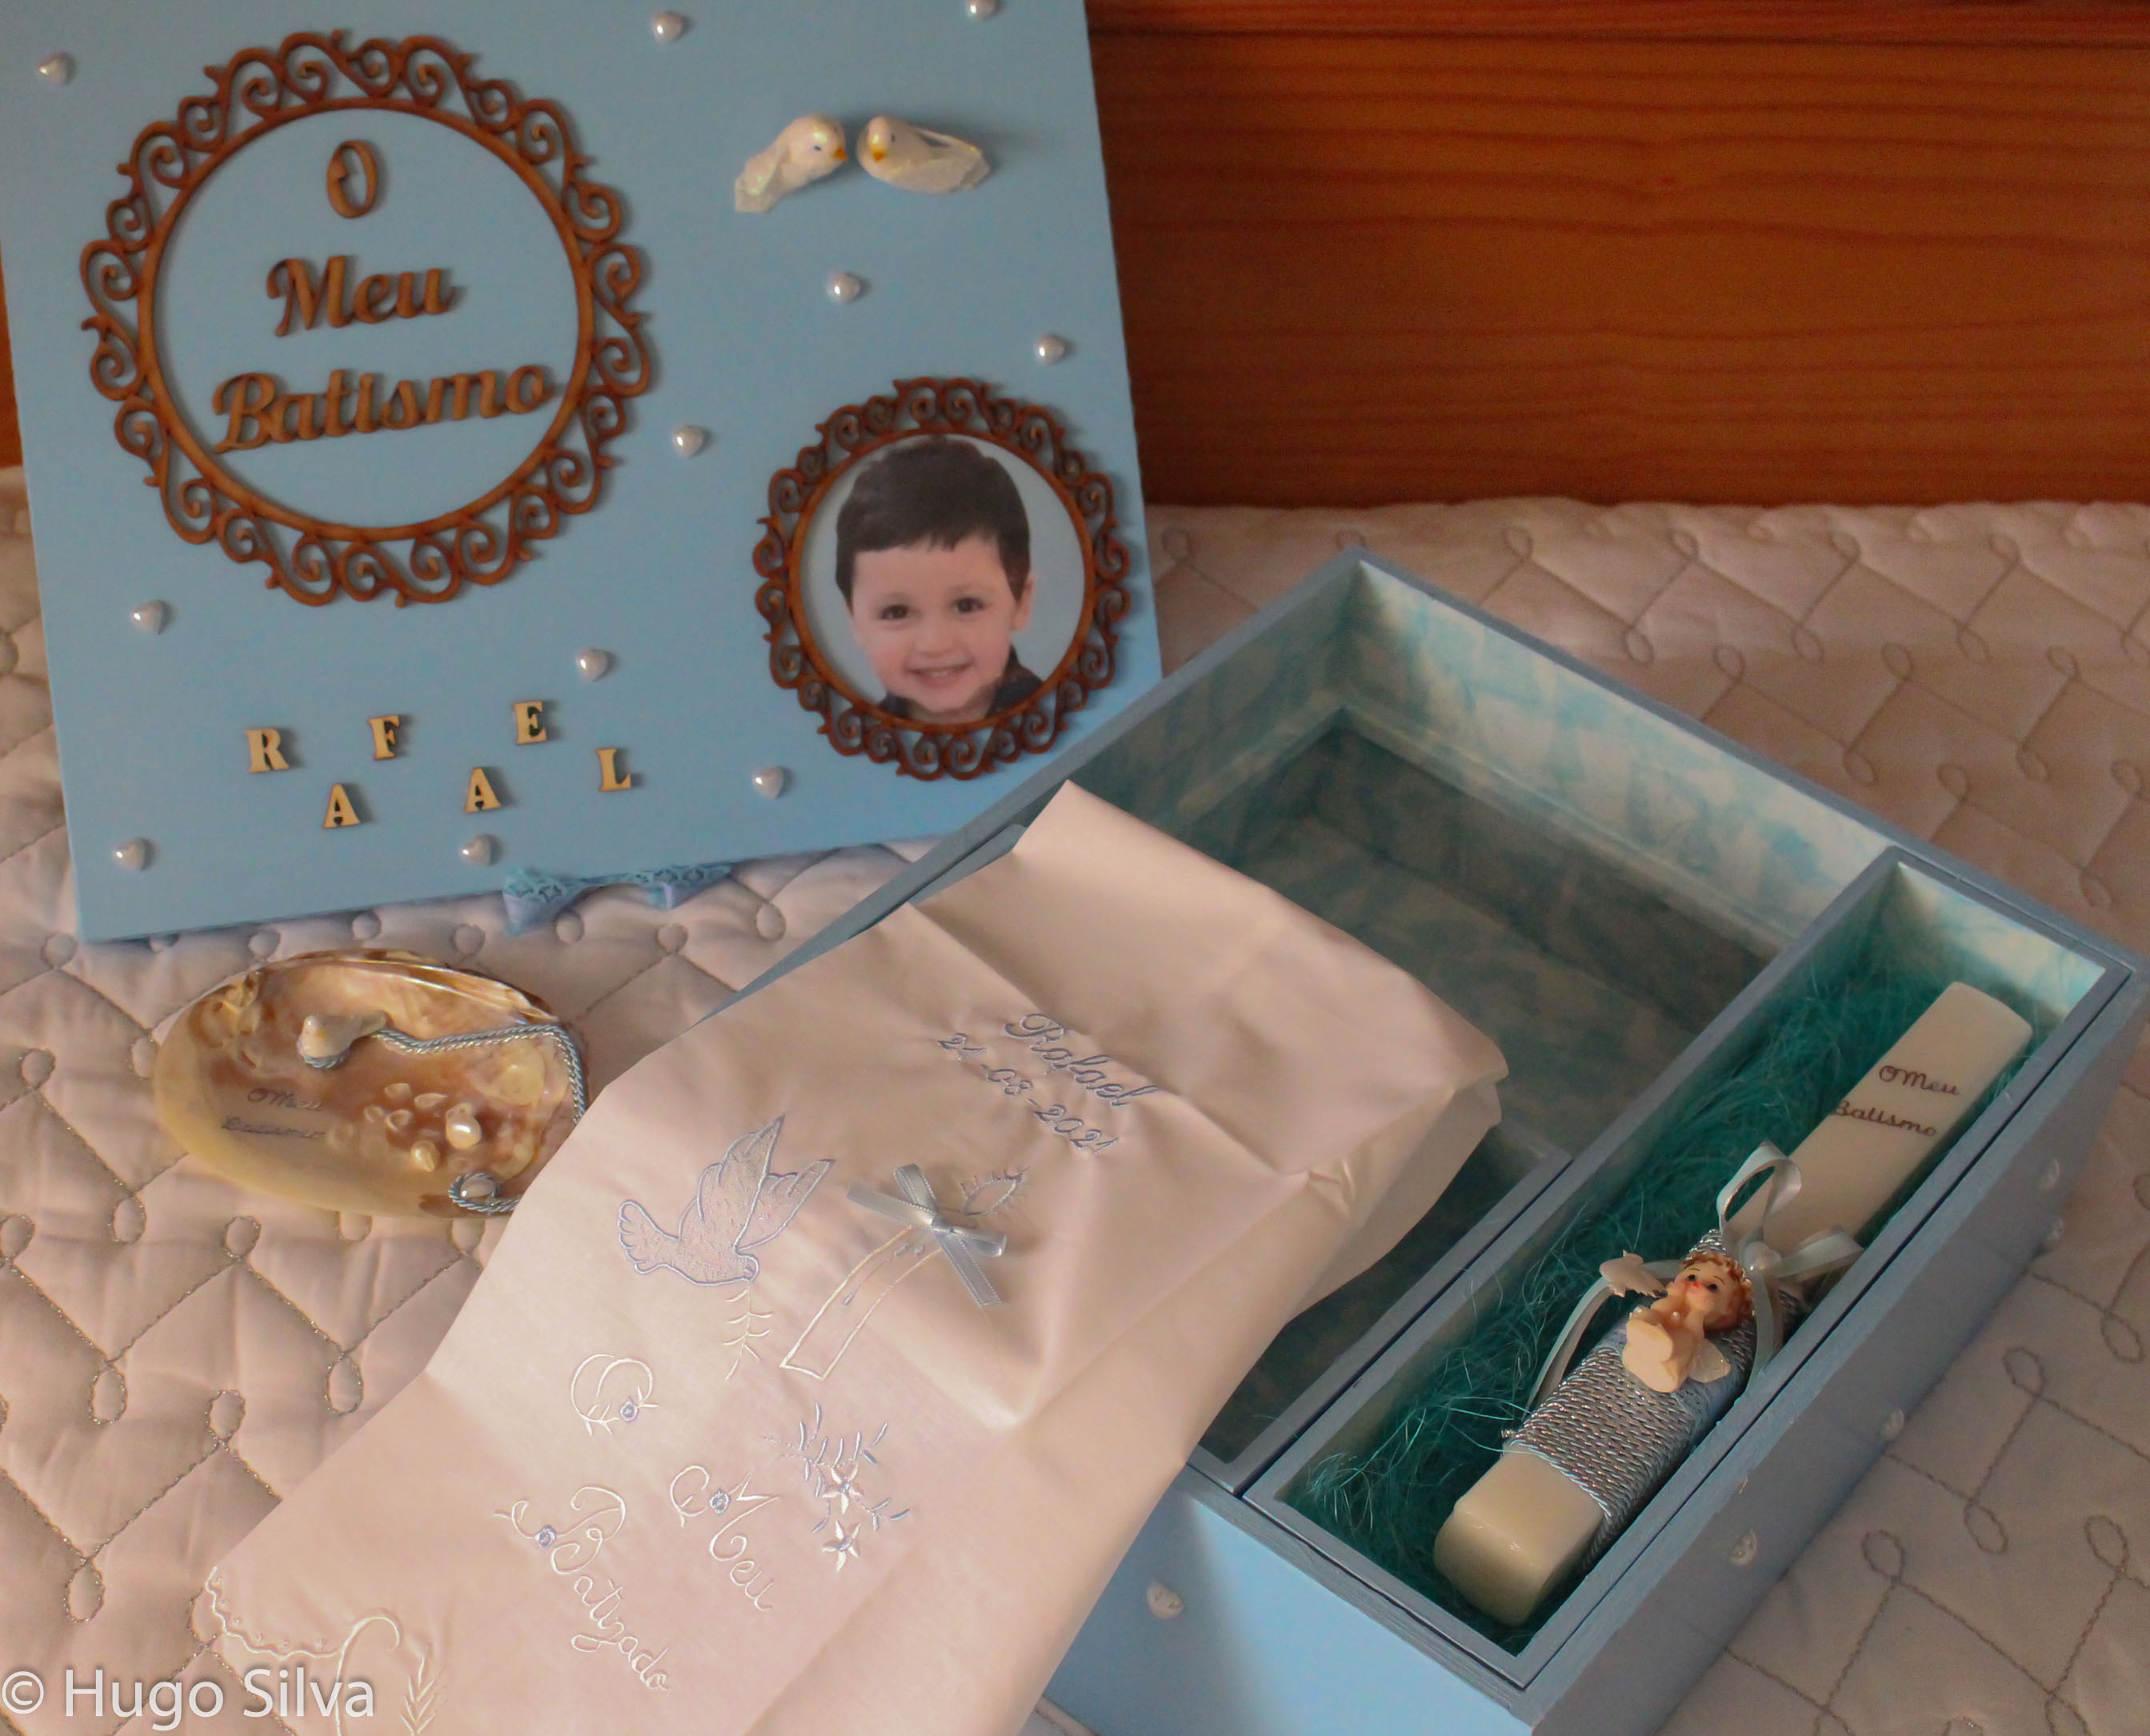 O
Meu
Batismo
R F E
A A L
O Meu
Batismo
Rafael
21-03-2021
O
Meu
Batizado
O Meu
Batismo
© Hugo Silva